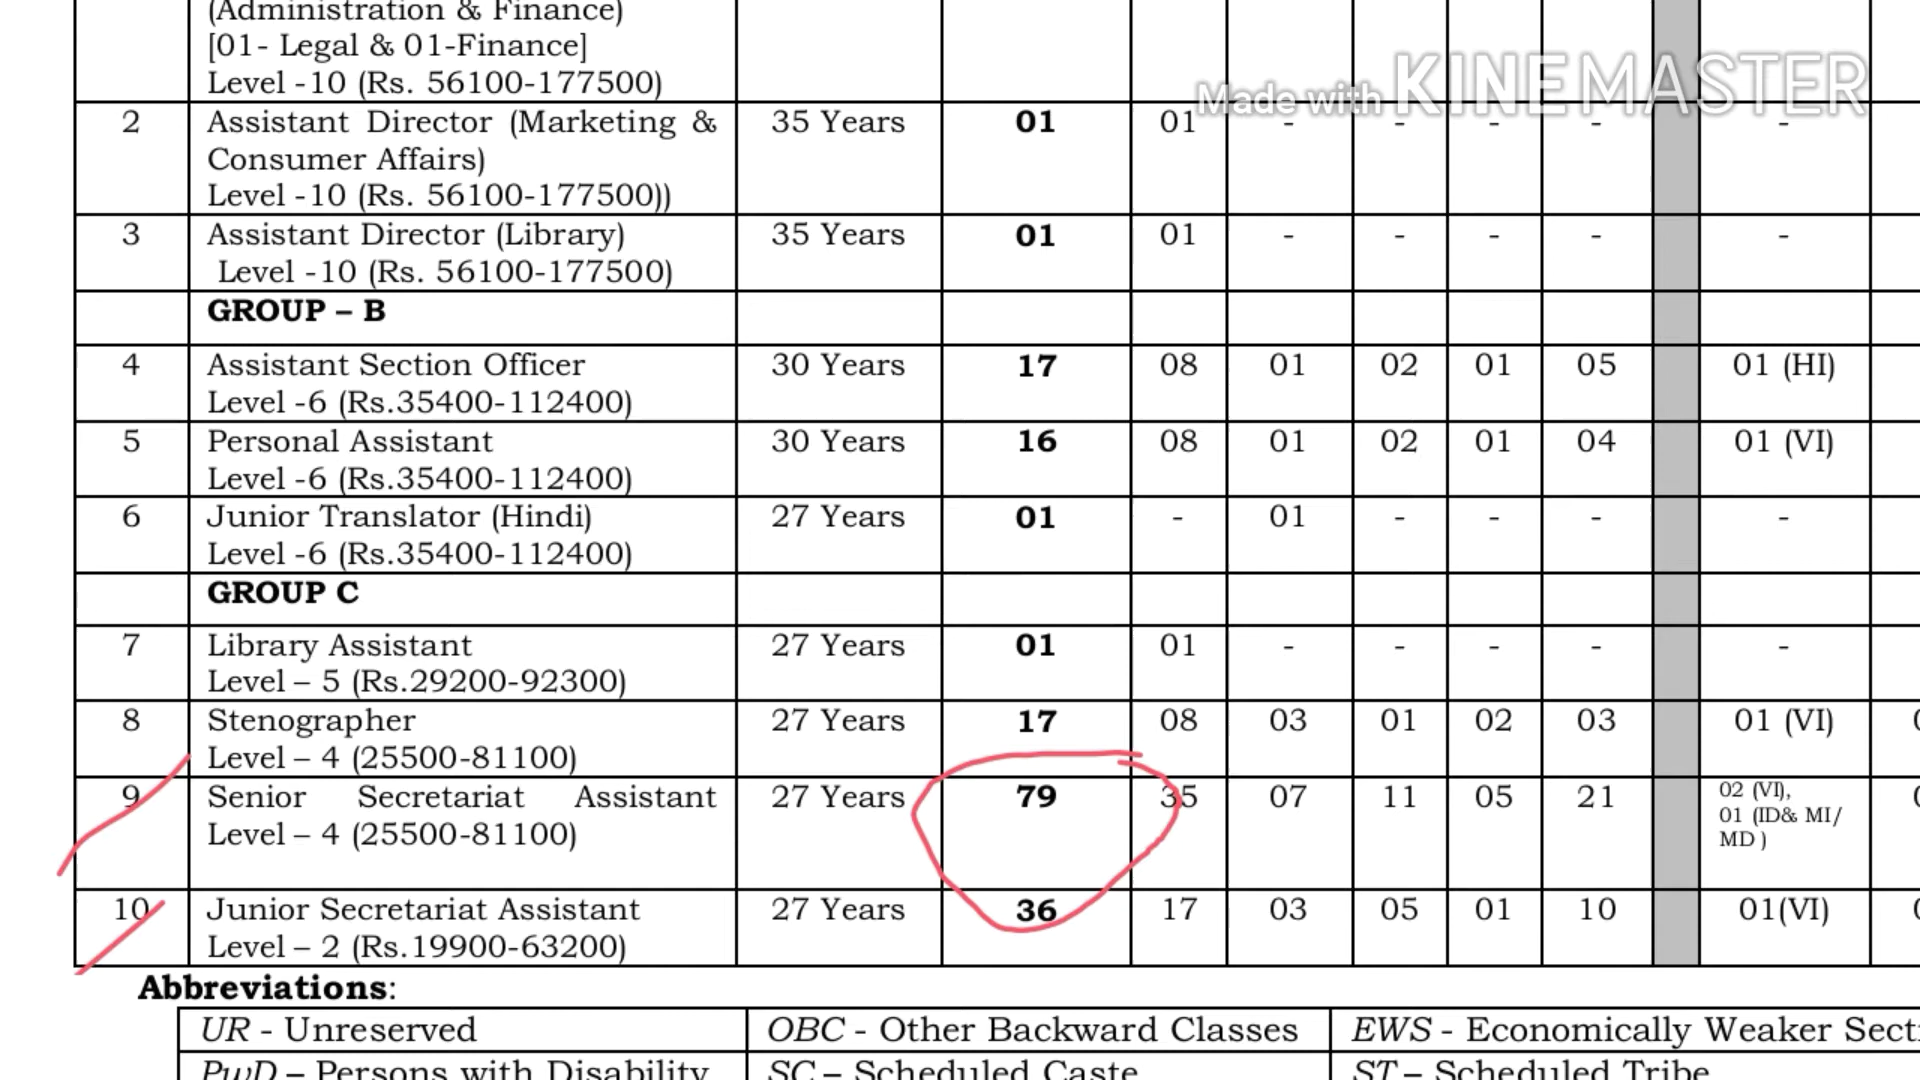 (Administration & Finance)
[01- Legal & 01-Finance]
Level -10 (Rs. 56100-177500)
Made with KINEMASTER
2 Assistant Director (Marketing & 35 Years 01 01 - - - - -
Consumer Affairs)
Level -10 (Rs. 56100-177500))
3 Assistant Director (Library) 35 Years 01 01 - - - - -
Level -10 (Rs. 56100-177500)
GROUP – B
4 Assistant Section Officer 30 Years 17 08 01 02 01 05 01 (HI)
Level -6 (Rs.35400-112400)
5 Personal Assistant 30 Years 16 08 01 02 01 04 01 (VI)
Level -6 (Rs.35400-112400)
6 Junior Translator (Hindi) 27 Years 01 - 01 - - - -
Level -6 (Rs.35400-112400)
GROUP C
7 Library Assistant 27 Years 01 01 - - - - -
Level – 5 (Rs.29200-92300)
8 Stenographer 27 Years 17 08 03 01 02 03 01 (VI)
Level – 4 (25500-81100)
9 Senior Secretariat Assistant 27 Years 79 35 07 11 05 21 02 (VI),
01 (ID& MI/
Level – 4 (25500-81100)
MD )
10 Junior Secretariat Assistant 27 Years 36 17 03 05 01 10 01(VI)
Level – 2 (Rs.19900-63200)
Abbreviations:
UR - Unreserved OBC - Other Backward Classes EWS - Economically Weaker Secti
PwD – Persons with Disability SC – Scheduled Caste ST – Scheduled Tribe